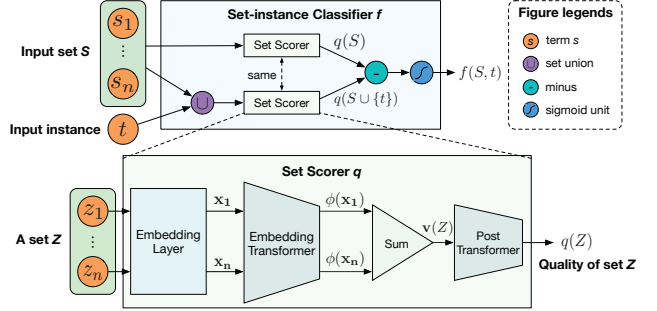 Set-instance Classifier f
Figure legends
Input set S
s₁
⋮
sₙ
Set Scorer
q(S)
same
-
f(S, t)
Input instance
t
∪
Set Scorer
q(S ∪ {t})
s term s
∪ set union
- minus
∫ sigmoid unit
Set Scorer q
A set Z
z₁
⋮
zₙ
Embedding
Layer
x₁
xₙ
Embedding
Transformer
ϕ(x₁)
ϕ(xₙ)
Sum
v(Z)
Post
Transformer
q(Z)
Quality of set Z